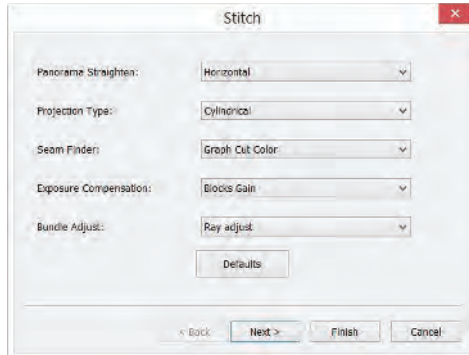 Stitch
Panorama Straighten: Horizontal
Projection Type: Cylindrical
Seam Finder: Graph Cut Color
Exposure Compensation: Blocks Gain
Bundle Adjust: Ray adjust
Defaults
< Back Next > Finish Cancel